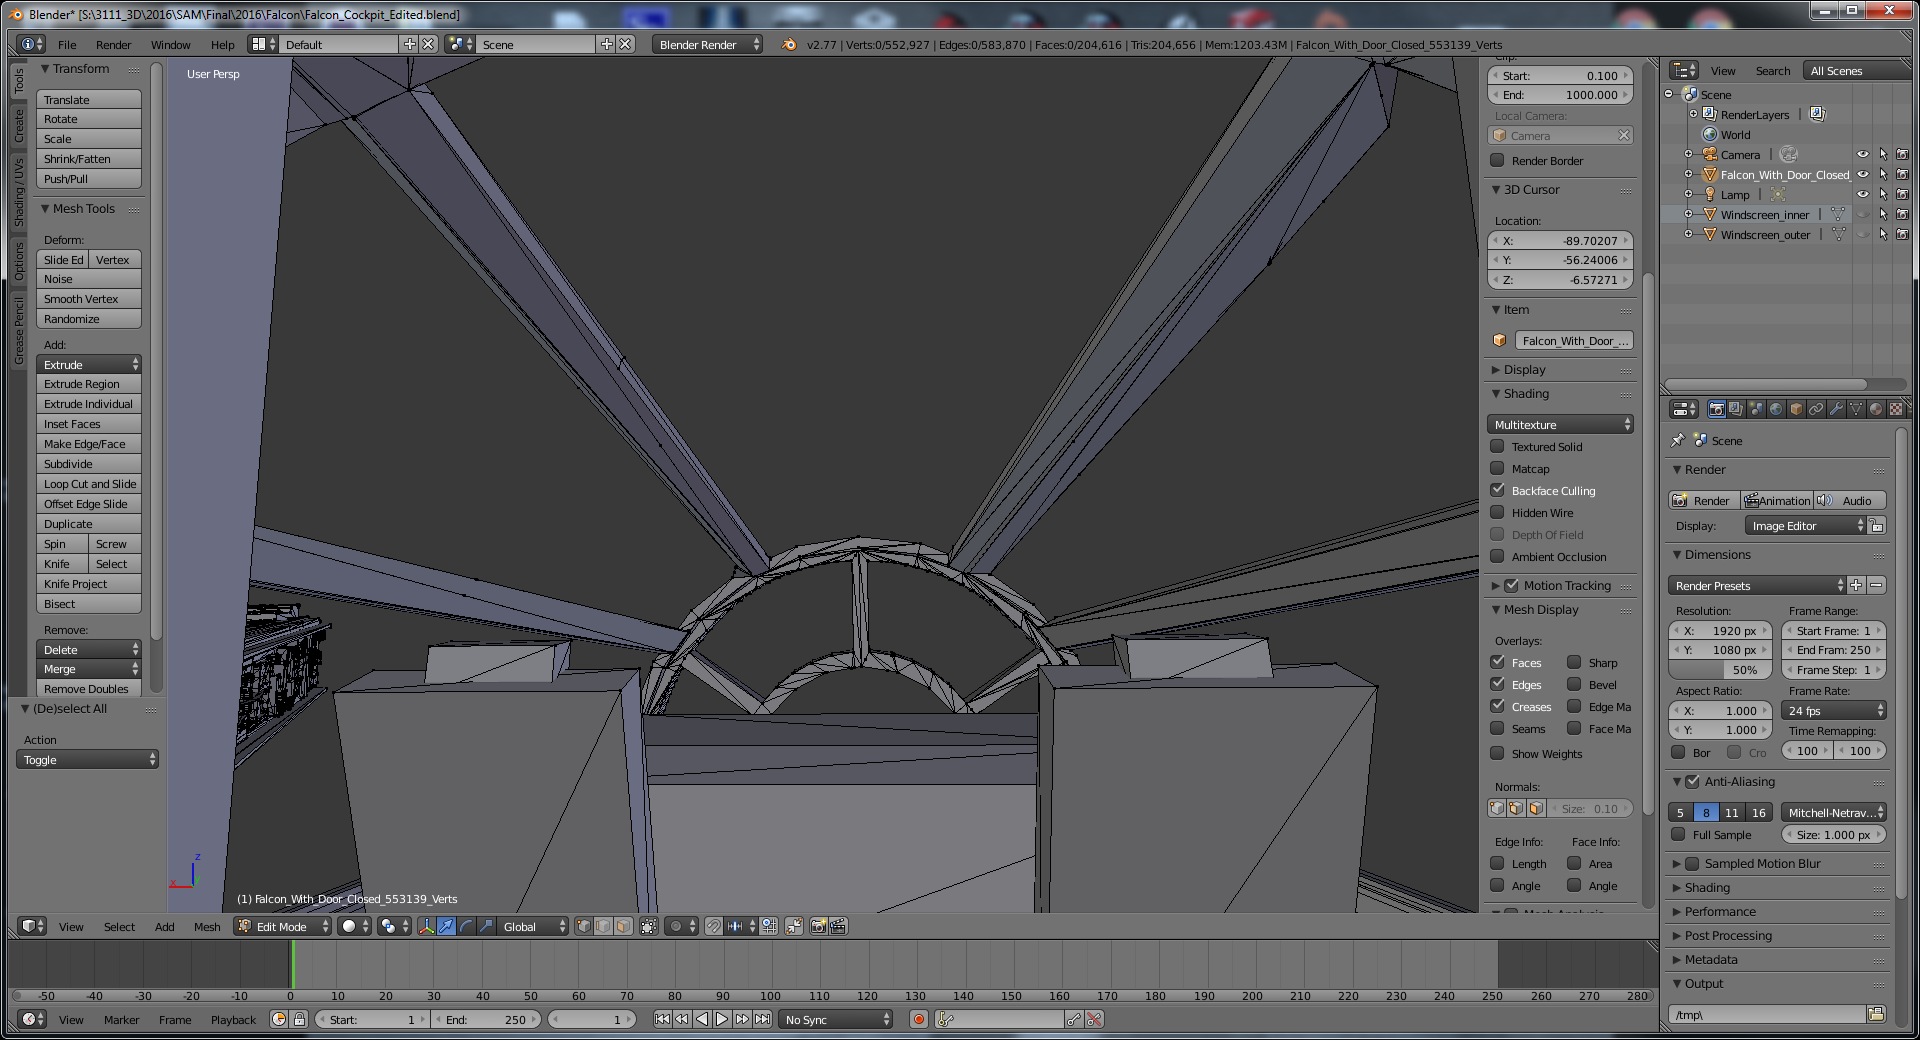 Blender* [S:\3111_3D\2016\SAM\Final\2016\Falcon\Falcon_Cockpit_Edited.blend]
File Render Window Help Default Scene Blender Render v2.77 | Verts:0/552,927 | Edges:0/583,870 | Faces:0/204,616 | Tris:204,656 | Mem:1203.43M | Falcon_With_Door_Closed_553139_Verts
Tools
Create
Shading / UVs
Options
Grease Pencil
Transform
Translate
Rotate
Scale
Shrink/Fatten
Push/Pull
Mesh Tools
Deform:
Slide Ed Vertex
Noise
Smooth Vertex
Randomize
Add:
Extrude
Extrude Region
Extrude Individual
Inset Faces
Make Edge/Face
Subdivide
Loop Cut and Slide
Offset Edge Slide
Duplicate
Spin Screw
Knife Select
Knife Project
Bisect
Remove:
Delete
Merge
Remove Doubles
(De)select All
Action
Toggle
User Persp
z
x
Y
(1) Falcon_With_Door_Closed_553139_Verts
View Select Add Mesh Edit Mode Global
Clip:
Start: 0.100
End: 1000.000
Local Camera:
Camera
Render Border
3D Cursor
Location:
X: -89.70207
Y: -56.24006
Z: -6.57271
Item
Falcon_With_Door_...
Display
Shading
Multitexture
Textured Solid
Matcap
Backface Culling
Hidden Wire
Depth Of Field
Ambient Occlusion
Motion Tracking
Mesh Display
Overlays:
Faces Sharp
Edges Bevel
Creases Edge Ma
Seams Face Ma
Show Weights
Normals:
Size: 0.10
Edge Info: Face Info:
Length Area
Angle Angle
Mesh Analysis
View Search All Scenes
Scene
RenderLayers |
World
Camera |
Falcon_With_Door_Closed_
Lamp |
Windscreen_inner |
Windscreen_outer |
Scene
Render
Render Animation Audio
Display: Image Editor
Dimensions
Render Presets
Resolution: Frame Range:
X: 1920 px Start Frame: 1
Y: 1080 px End Fram: 250
50% Frame Step: 1
Aspect Ratio: Frame Rate:
X: 1.000 24 fps
Y: 1.000 Time Remapping:
Bor Cro 100 100
Anti-Aliasing
5 8 11 16 Mitchell-Netrav...
Full Sample Size: 1.000 px
Sampled Motion Blur
Shading
Performance
Post Processing
Metadata
Output
/tmp\
-50 -40 -30 -20 -10 0 10 20 30 40 50 60 70 80 90 100 110 120 130 140 150 160 170 180 190 200 210 220 230 240 250 260 270 280
View Marker Frame Playback Start: 1 End: 250 1 No Sync